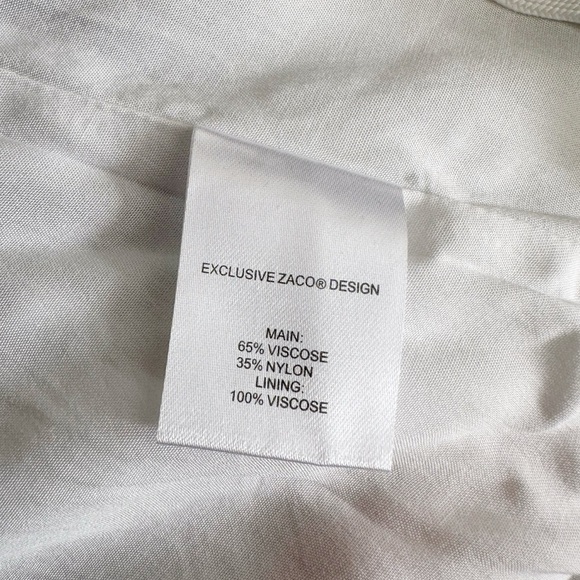 EXCLUSIVE ZACO® DESIGN
MAIN:
65% VISCOSE
35% NYLON
LINING:
100% VISCOSE